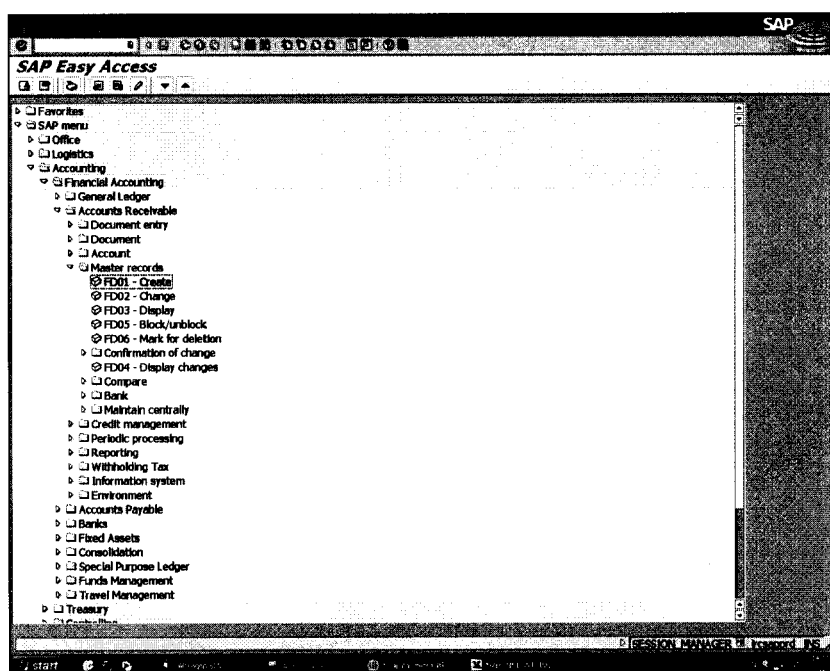 SAP
SAP Easy Access
Favorites
SAP menu
Office
Logistics
Accounting
Financial Accounting
General Ledger
Accounts Receivable
Document entry
Document
Account
Master records
FD01 - Create
FD02 - Change
FD03 - Display
FD05 - Block/unblock
FD06 - Mark for deletion
Confirmation of change
FD04 - Display changes
Compare
Bank
Maintain centrally
Credit management
Periodic processing
Reporting
Withholding Tax
Information system
Environment
Accounts Payable
Banks
Fixed Assets
Consolidation
Special Purpose Ledger
Funds Management
Travel Management
Treasury
Controlling
SESSION_MANAGER INS
start